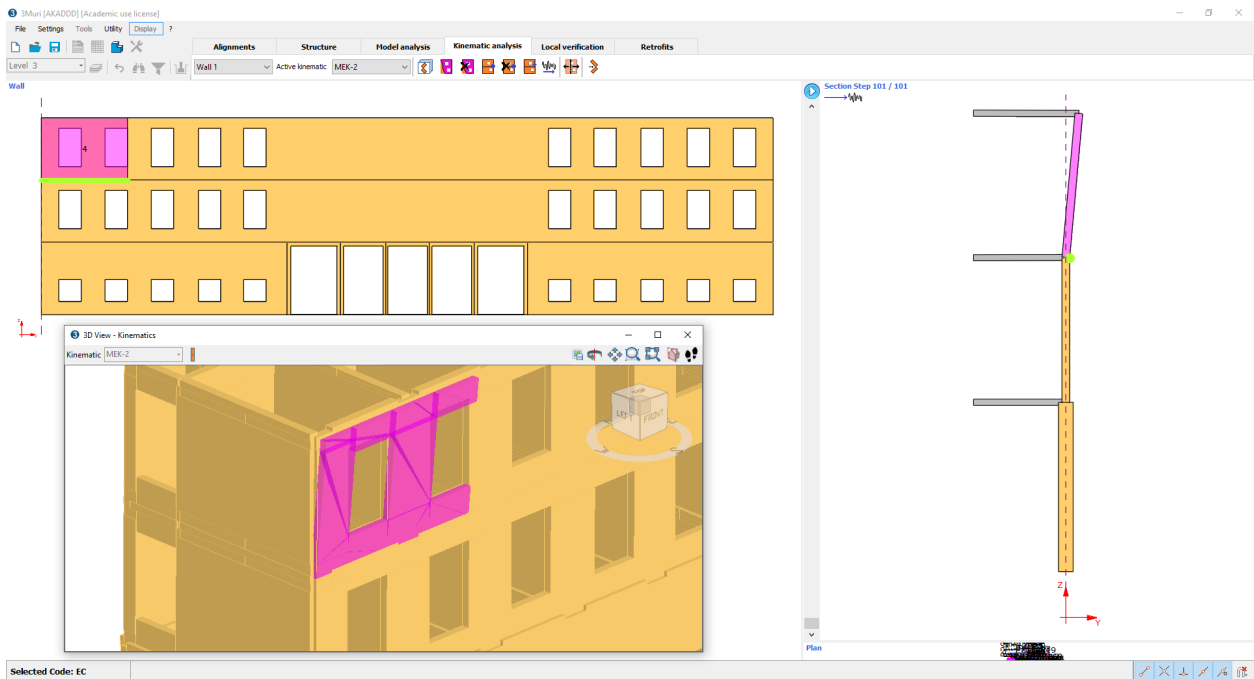 3Muri [AKADDD] [Academic use license]
File Settings Tools Utility Display ?
Alignments Structure Model analysis Kinematic analysis Local verification Retrofits
Level 3 Wall 1 Active kinematic MEK-2
Wall
Section Step 101 / 101
4
3D View - Kinematics
Kinematic MEK-2
LEFT FRONT
Z
Y
Plan
Selected Code: EC